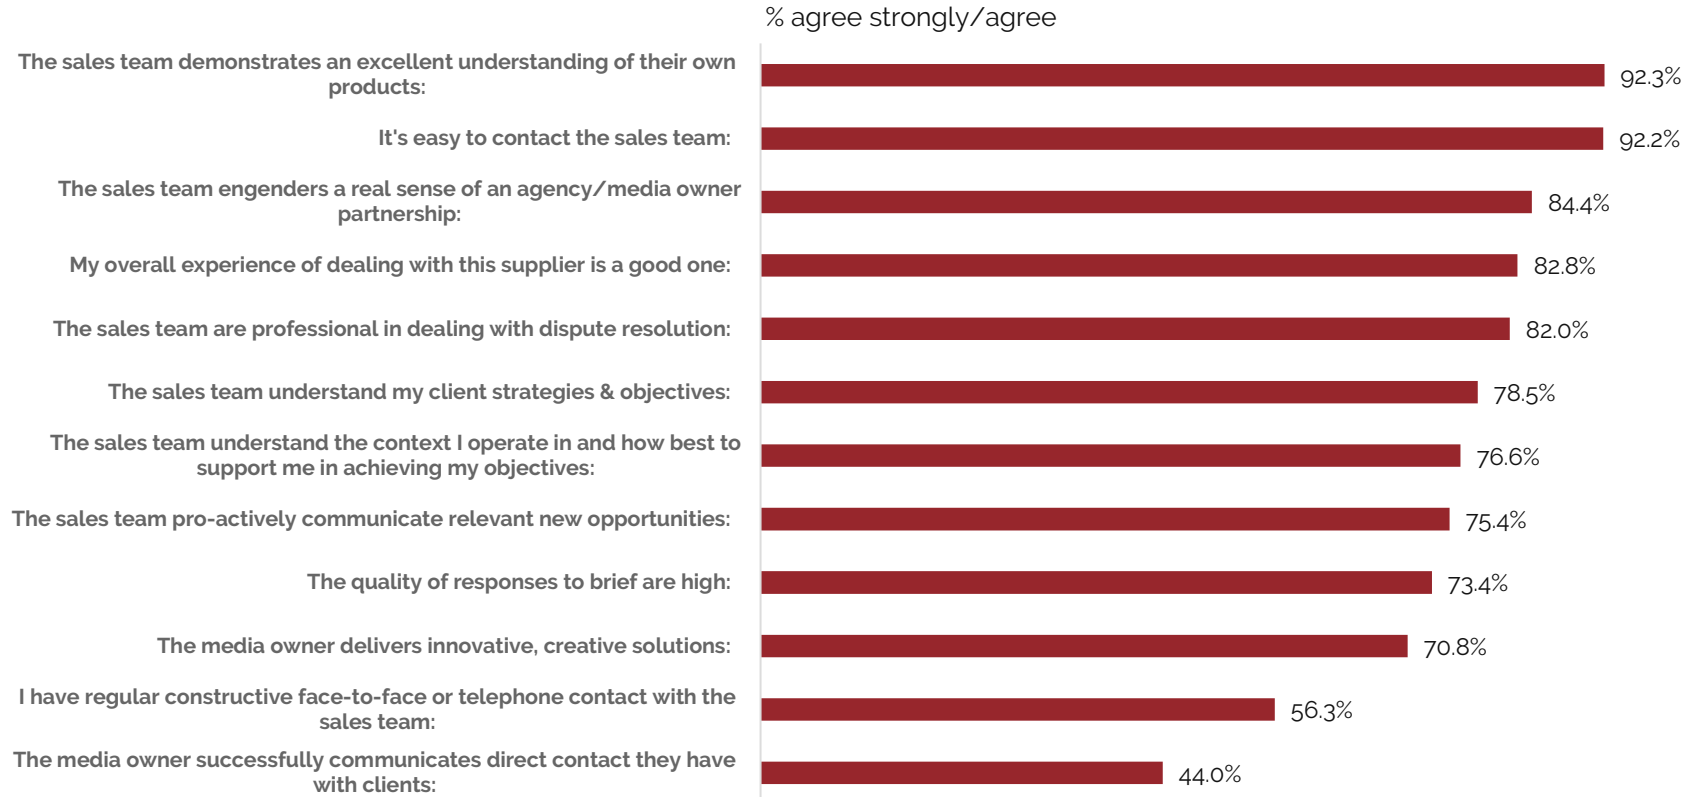 % agree strongly/agree
The sales team demonstrates an excellent understanding of their own
products:
92.3%
It's easy to contact the sales team:
92.2%
The sales team engenders a real sense of an agency/media owner
partnership:
84.4%
My overall experience of dealing with this supplier is a good one:
82.8%
The sales team are professional in dealing with dispute resolution:
82.0%
The sales team understand my client strategies & objectives:
78.5%
The sales team understand the context I operate in and how best to
support me in achieving my objectives:
76.6%
The sales team pro-actively communicate relevant new opportunities:
75.4%
The quality of responses to brief are high:
73.4%
The media owner delivers innovative, creative solutions:
70.8%
I have regular constructive face-to-face or telephone contact with the
sales team:
56.3%
The media owner successfully communicates direct contact they have
with clients:
44.0%